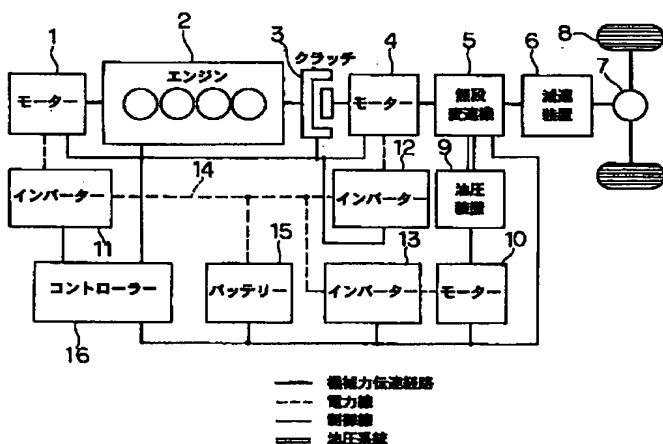 1
2
3
4
5
6
7
8
クラッチ
エンジン
モーター
モーター
無段
変速機
減速
装置
14
12
9
インバーター
インバーター
油圧
装置
11
15
13
10
コントローラー
バッテリー
インバーター
モーター
16
機械力伝達経路
電力線
制御線
油圧系統